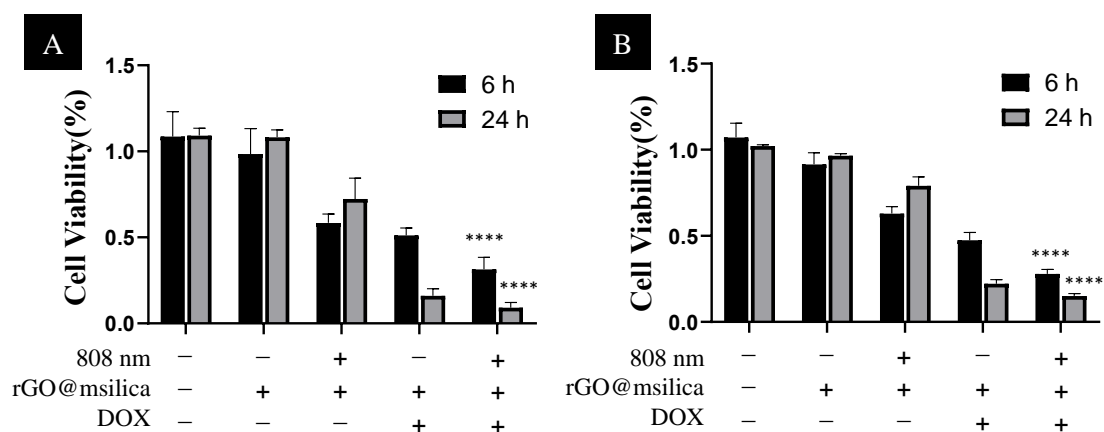 A
Cell Viability(%)
1.5
1.0
0.5
0.0
6 h
24 h
****
****
808 nm – – + – +
rGO@msilica – + + + +
DOX – – – + +
B
Cell Viability(%)
1.5
1.0
0.5
0.0
6 h
24 h
****
****
808 nm – – + – +
rGO@msilica – + + + +
DOX – – – + +